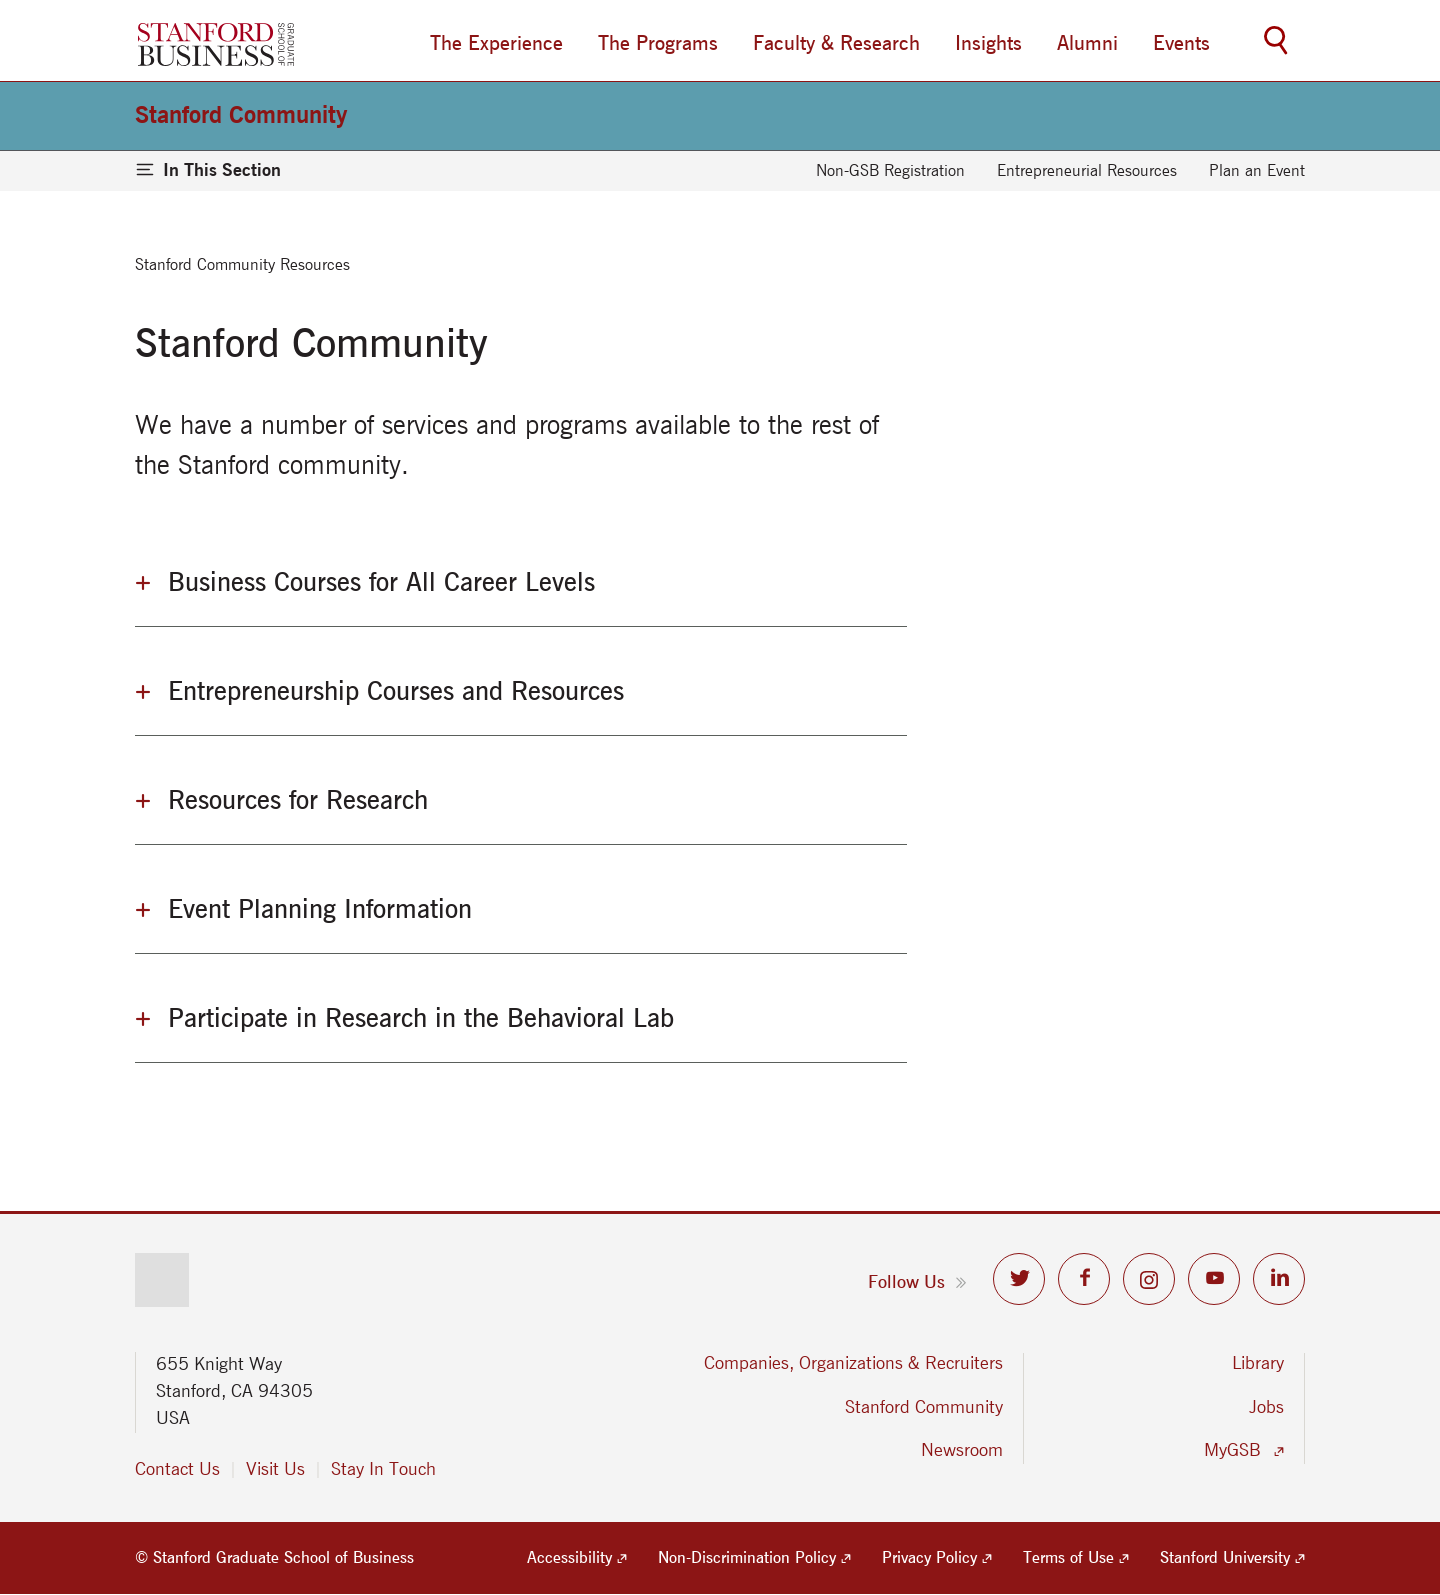 STANFORD
BUSINESS
GRADUATE
SCHOOL OF
The Experience
The Programs
Faculty & Research
Insights
Alumni
Events
Stanford Community
In This Section
Non-GSB Registration
Entrepreneurial Resources
Plan an Event
Stanford Community Resources
Stanford Community
We have a number of services and programs available to the rest of
the Stanford community.
Business Courses for All Career Levels
Entrepreneurship Courses and Resources
Resources for Research
Event Planning Information
Participate in Research in the Behavioral Lab
Follow Us
655 Knight Way
Stanford, CA 94305
USA
Contact Us | Visit Us | Stay In Touch
Companies, Organizations & Recruiters
Stanford Community
Newsroom
Library
Jobs
MyGSB
© Stanford Graduate School of Business
Accessibility
Non-Discrimination Policy
Privacy Policy
Terms of Use
Stanford University